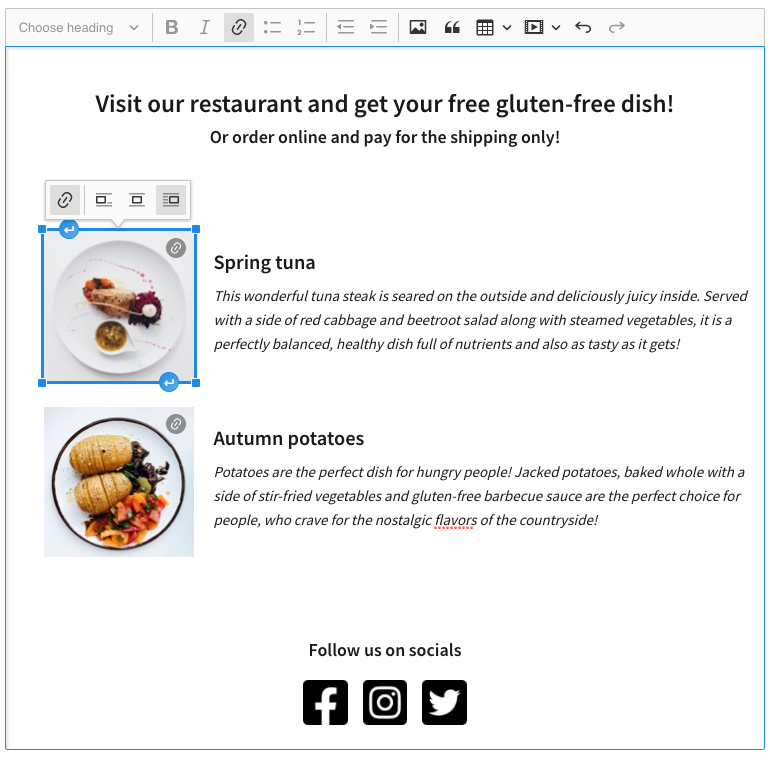 Choose heading
Visit our restaurant and get your free gluten-free dish!
Or order online and pay for the shipping only!
Spring tuna
This wonderful tuna steak is seared on the outside and deliciously juicy inside. Served
with a side of red cabbage and beetroot salad along with steamed vegetables, it is a
perfectly balanced, healthy dish full of nutrients and also as tasty as it gets!
Autumn potatoes
Potatoes are the perfect dish for hungry people! Jacked potatoes, baked whole with a
side of stir-fried vegetables and gluten-free barbecue sauce are the perfect choice for
people, who crave for the nostalgic flavors of the countryside!
Follow us on socials